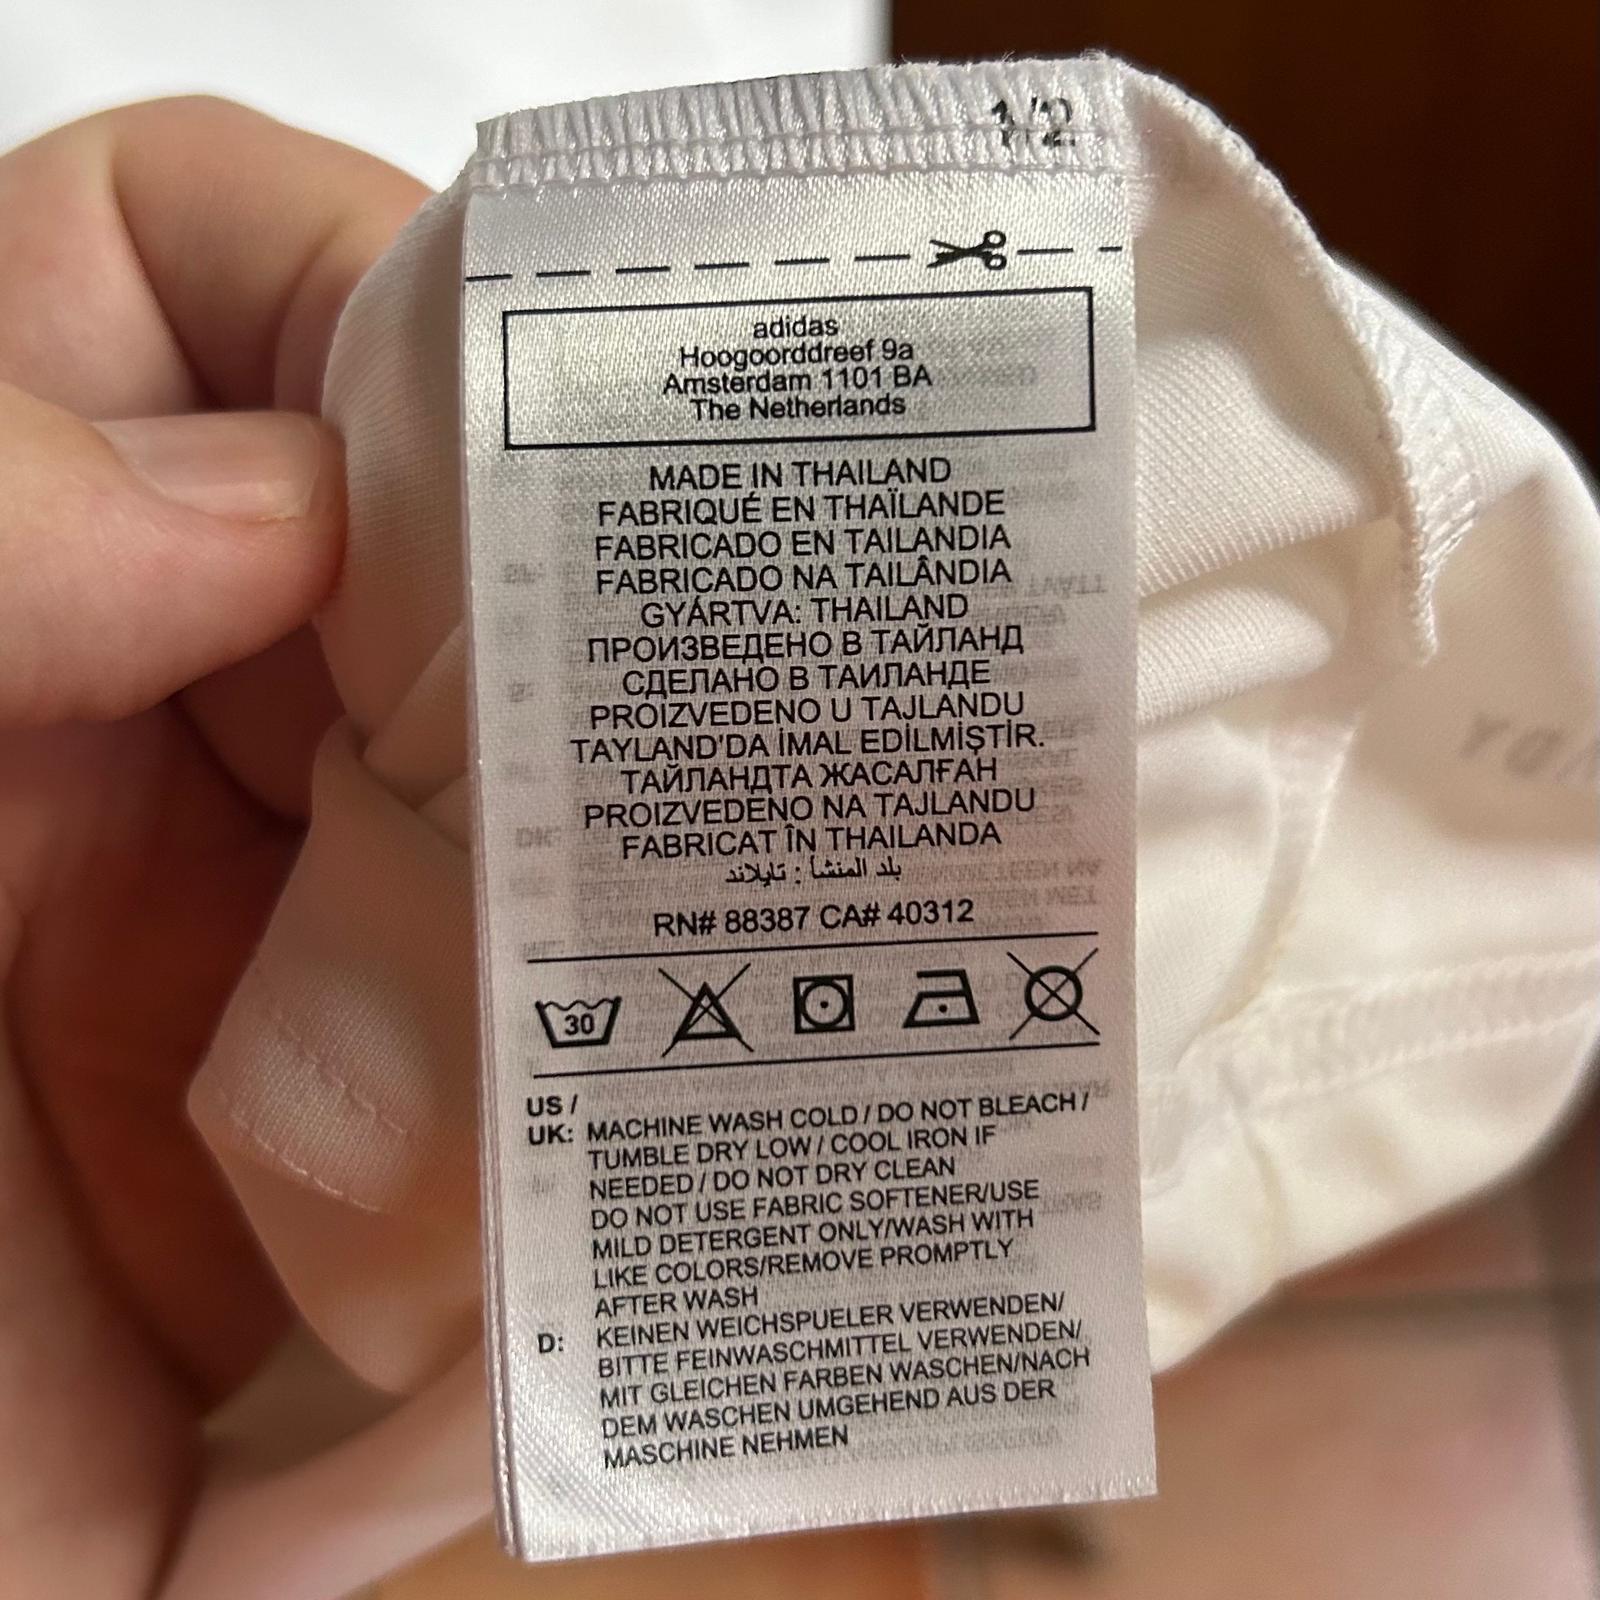 1/2
adidas
Hoogoorddreef 9a
Amsterdam 1101 BA
The Netherlands
MADE IN THAILAND
FABRIQUÉ EN THAÏLANDE
FABRICADO EN TAILANDIA
FABRICADO NA TAILÂNDIA
GYÁRTVA: THAILAND
ПРОИЗВЕДЕНО В ТАЙЛАНД
СДЕЛАНО В ТАИЛАНДЕ
PROIZVEDENO U TAJLANDU
TAYLAND'DA İMAL EDİLMİŞTİR.
ТАЙЛАНДТА ЖАСАЛҒАН
PROIZVEDENO NA TAJLANDU
FABRICAT ÎN THAILANDA
بلد المنشأ : تايلاند
RN# 88387 CA# 40312
30
US /
UK: MACHINE WASH COLD / DO NOT BLEACH /
TUMBLE DRY LOW / COOL IRON IF
NEEDED / DO NOT DRY CLEAN
DO NOT USE FABRIC SOFTENER/USE
MILD DETERGENT ONLY/WASH WITH
LIKE COLORS/REMOVE PROMPTLY
AFTER WASH
D: KEINEN WEICHSPUELER VERWENDEN/
BITTE FEINWASCHMITTEL VERWENDEN/
MIT GLEICHEN FARBEN WASCHEN/NACH
DEM WASCHEN UMGEHEND AUS DER
MASCHINE NEHMEN